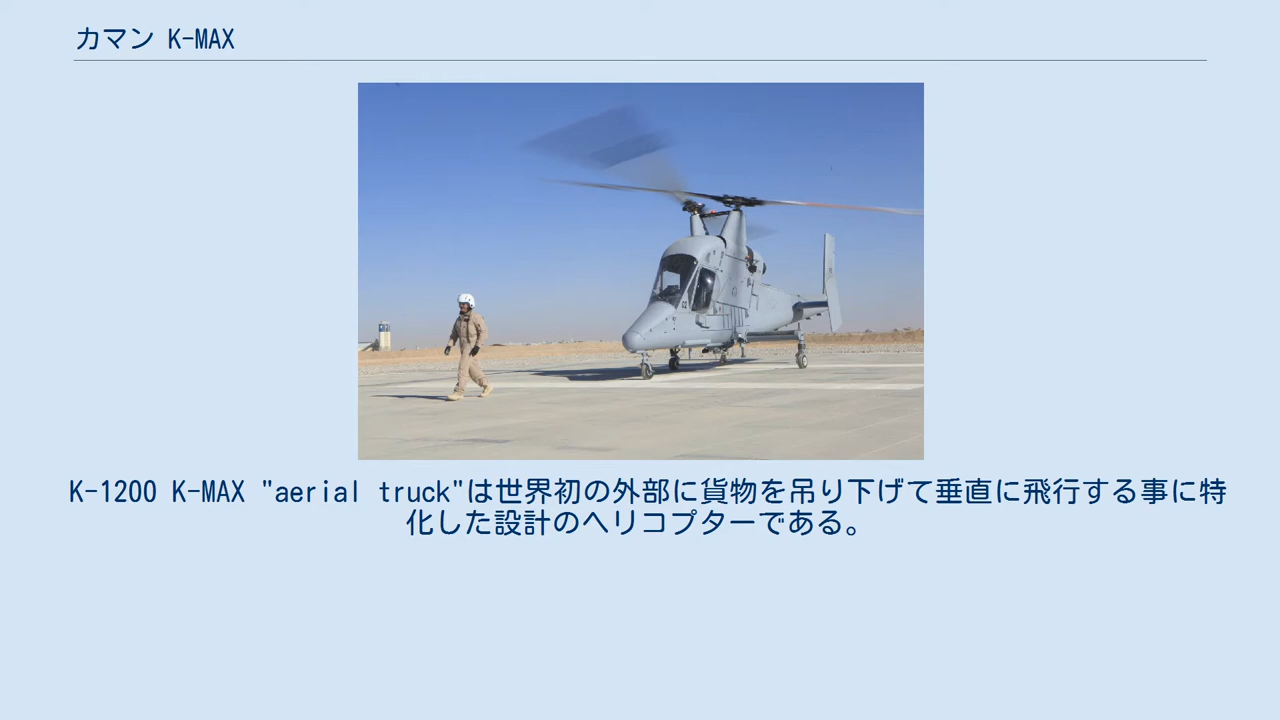 カマン K-MAX
K-1200 K-MAX "aerial truck"は世界初の外部に貨物を吊り下げて垂直に飛行する事に特
化した設計のヘリコプターである。